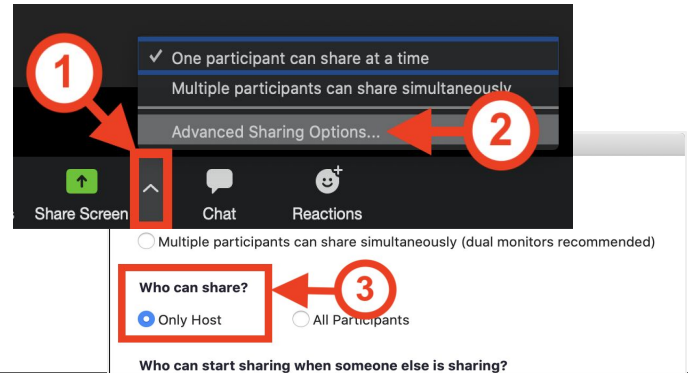 1
✓ One participant can share at a time
Multiple participants can share simultaneously
Advanced Sharing Options...
2
Share Screen
Chat
Reactions
Multiple participants can share simultaneously (dual monitors recommended)
Who can share?
3
Only Host
All Participants
Who can start sharing when someone else is sharing?